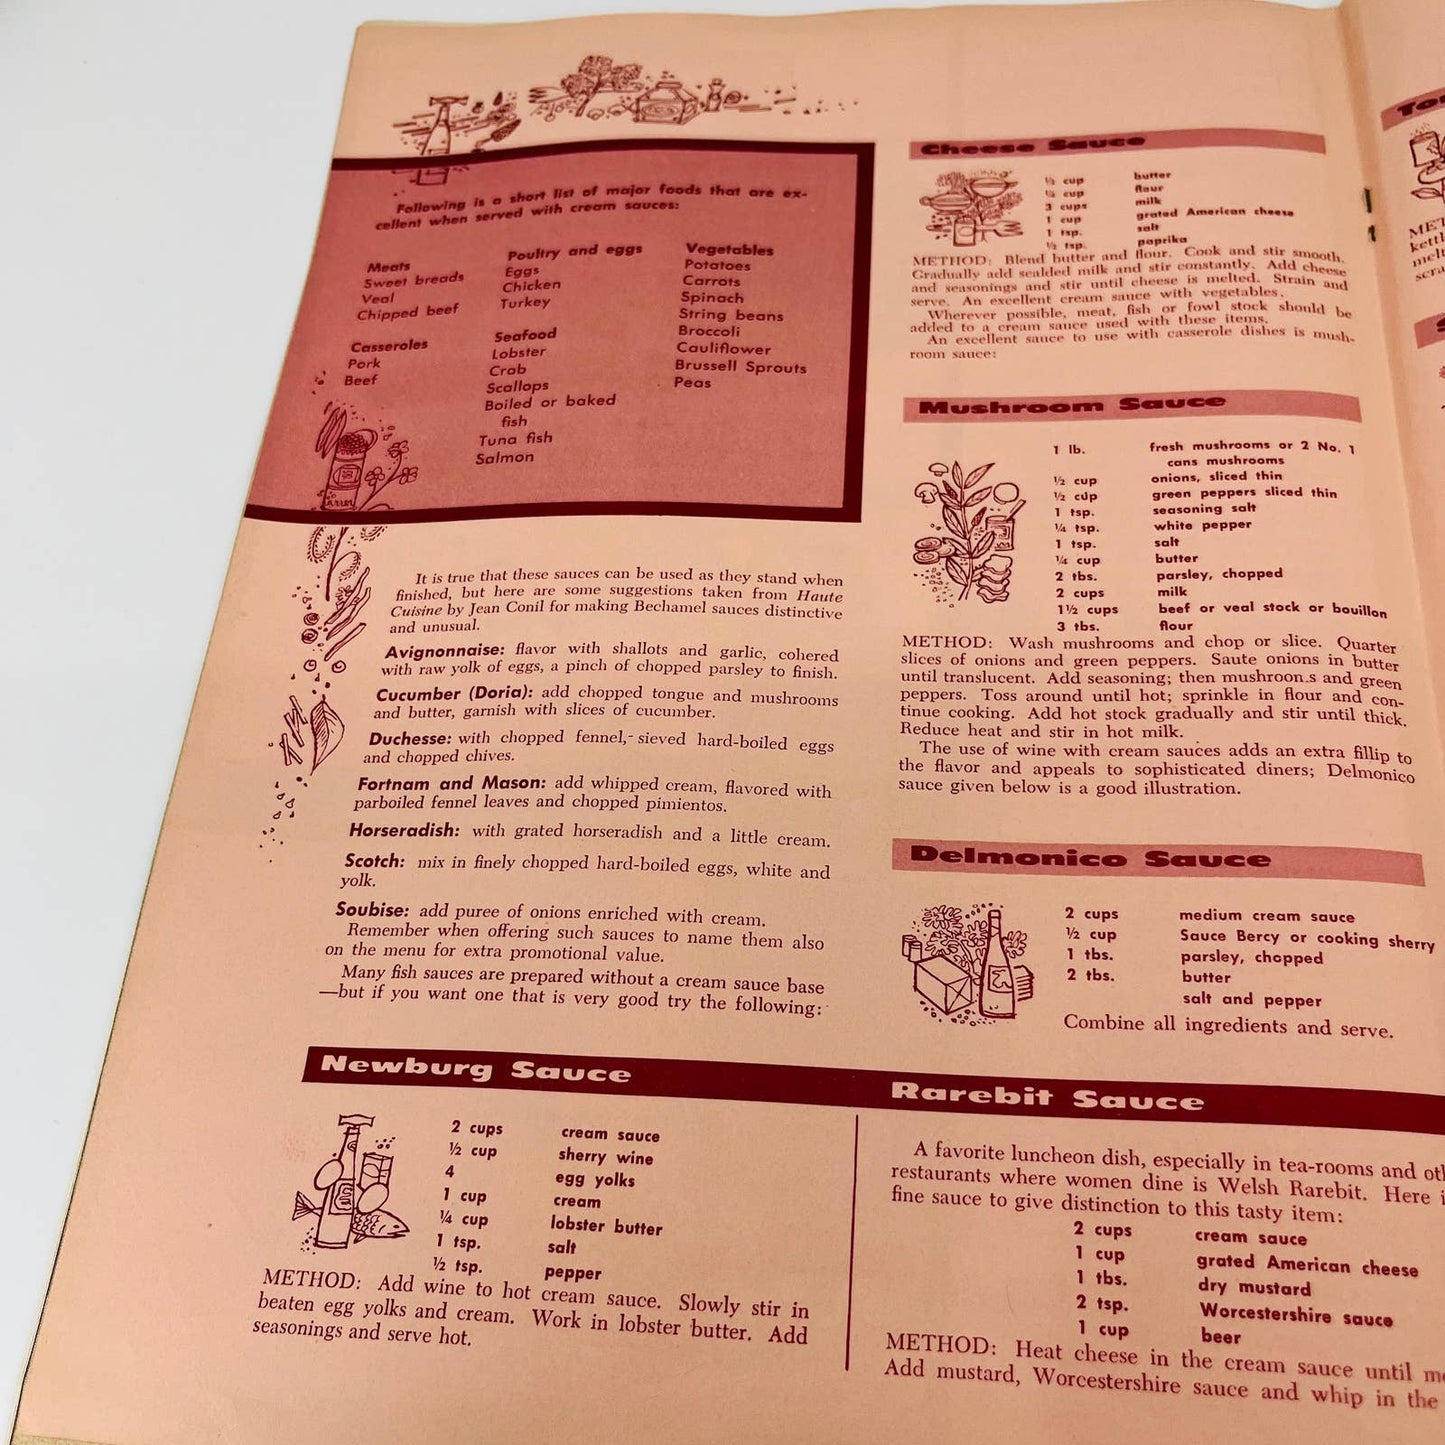 Following is a short list of major foods that are ex-
cellent when served with cream sauces:
Meats
Sweet breads
Veal
Chipped beef
Casseroles
Pork
Beef
Poultry and eggs
Eggs
Chicken
Turkey
Seafood
Lobster
Crab
Scallops
Boiled or baked
fish
Tuna fish
Salmon
Vegetables
Potatoes
Carrots
Spinach
String beans
Broccoli
Cauliflower
Brussell Sprouts
Peas
It is true that these sauces can be used as they stand when
finished, but here are some suggestions taken from Haute
Cuisine by Jean Conil for making Bechamel sauces distinctive
and unusual.
Avignonnaise: flavor with shallots and garlic, cohered
with raw yolk of eggs, a pinch of chopped parsley to finish.
Cucumber (Doria): add chopped tongue and mushrooms
and butter, garnish with slices of cucumber.
Duchesse: with chopped fennel, sieved hard-boiled eggs
and chopped chives.
Fortnam and Mason: add whipped cream, flavored with
parboiled fennel leaves and chopped pimientos.
Horseradish: with grated horseradish and a little cream.
Scotch: mix in finely chopped hard-boiled eggs, white and
yolk.
Soubise: add puree of onions enriched with cream.
Remember when offering such sauces to name them also
on the menu for extra promotional value.
Many fish sauces are prepared without a cream sauce base
—but if you want one that is very good try the following:
Cheese Sauce
cup butter
cup flour
3 cups milk
1 cup grated American cheese
1 tsp. salt
½ tsp. paprika
METHOD: Blend butter and flour. Cook and stir smooth.
Gradually add scalded milk and stir constantly. Add cheese
and seasonings and stir until cheese is melted. Strain and
serve. An excellent cream sauce with vegetables.
Wherever possible, meat, fish or fowl stock should be
added to a cream sauce used with these items.
An excellent sauce to use with casserole dishes is mush-
room sauce:
Mushroom Sauce
1 lb. fresh mushrooms or 2 No. 1
cans mushrooms
½ cup onions, sliced thin
½ cup green peppers sliced thin
1 tsp. seasoning salt
¼ tsp. white pepper
1 tsp. salt
¼ cup butter
2 tbs. parsley, chopped
2 cups milk
1½ cups beef or veal stock or bouillon
3 tbs. flour
METHOD: Wash mushrooms and chop or slice. Quarter
slices of onions and green peppers. Saute onions in butter
until translucent. Add seasoning; then mushrooms and green
peppers. Toss around until hot; sprinkle in flour and con-
tinue cooking. Add hot stock gradually and stir until thick.
Reduce heat and stir in hot milk.
The use of wine with cream sauces adds an extra fillip to
the flavor and appeals to sophisticated diners; Delmonico
sauce given below is a good illustration.
Delmonico Sauce
2 cups medium cream sauce
½ cup Sauce Bercy or cooking sherry
1 tbs. parsley, chopped
2 tbs. butter
salt and pepper
Combine all ingredients and serve.
Newburg Sauce
2 cups cream sauce
½ cup sherry wine
4 egg yolks
1 cup cream
¼ cup lobster butter
1 tsp. salt
½ tsp. pepper
METHOD: Add wine to hot cream sauce. Slowly stir in
beaten egg yolks and cream. Work in lobster butter. Add
seasonings and serve hot.
Rarebit Sauce
A favorite luncheon dish, especially in tea-rooms and
restaurants where women dine is Welsh Rarebit. Here
fine sauce to give distinction to this tasty item:
2 cups cream sauce
1 cup grated American cheese
1 tbs. dry mustard
2 tsp. Worcestershire sauce
1 cup beer
METHOD: Heat cheese in the cream sauce until
Add mustard, Worcestershire sauce and whip in the